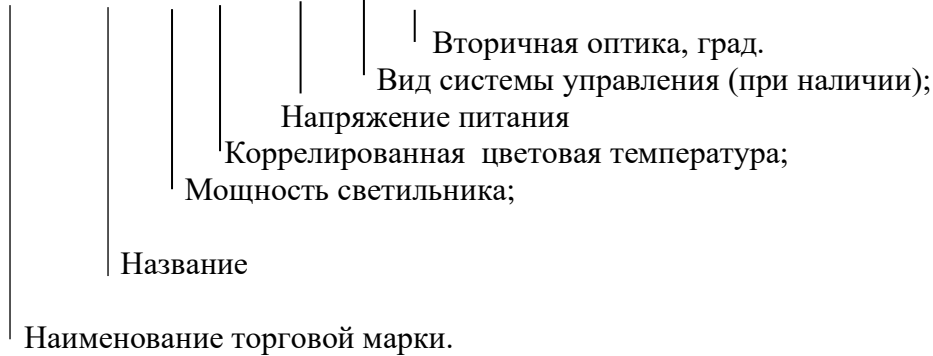 Вторичная оптика, град.
Вид системы управления (при наличии);
Напряжение питания
Коррелированная цветовая температура;
Мощность светильника;
Название
Наименование торговой марки.